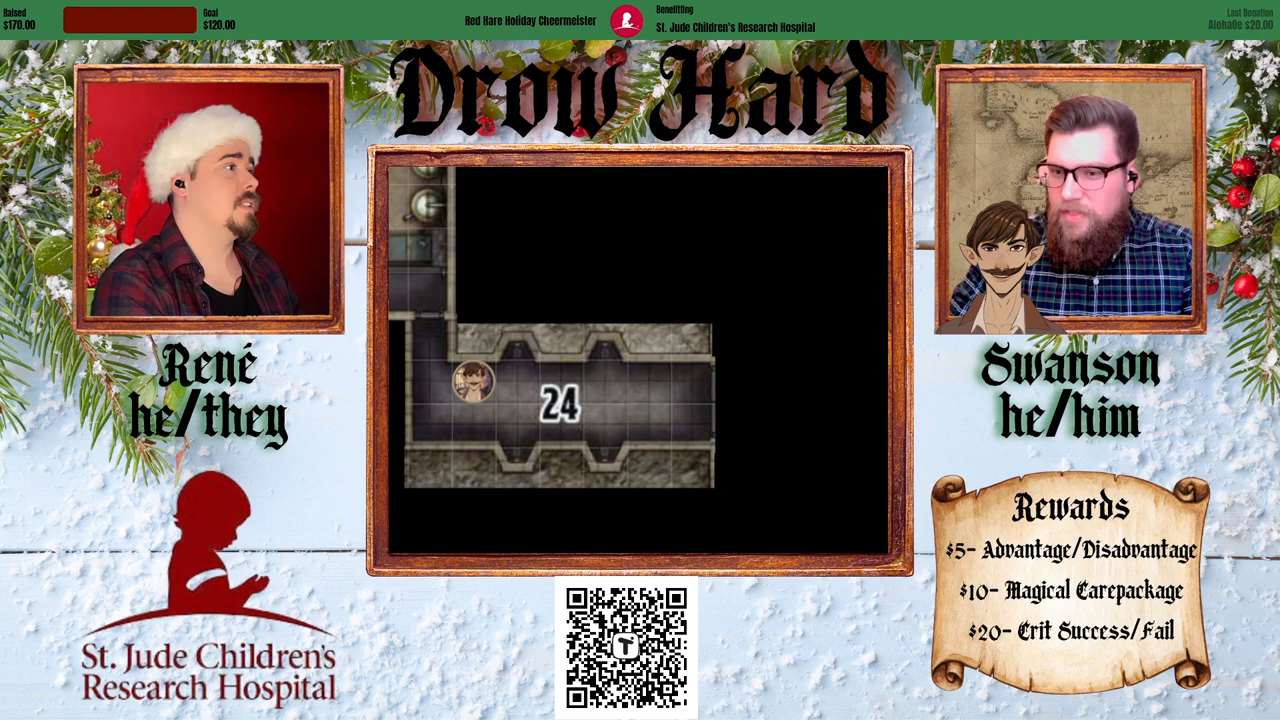 Raised
$170.00
Goal
$120.00
Red Hare Holiday Cheermeister
Benefitting
St. Jude Children's Research Hospital
Last Donation
Aloha0e $20.00
Drow Hard
24
René
he/they
Swanson
he/him
St. Jude Children's
Research Hospital
Rewards
$5- Advantage/Disadvantage
$10- Magical Carepackage
$20- Crit Success/Fail
T